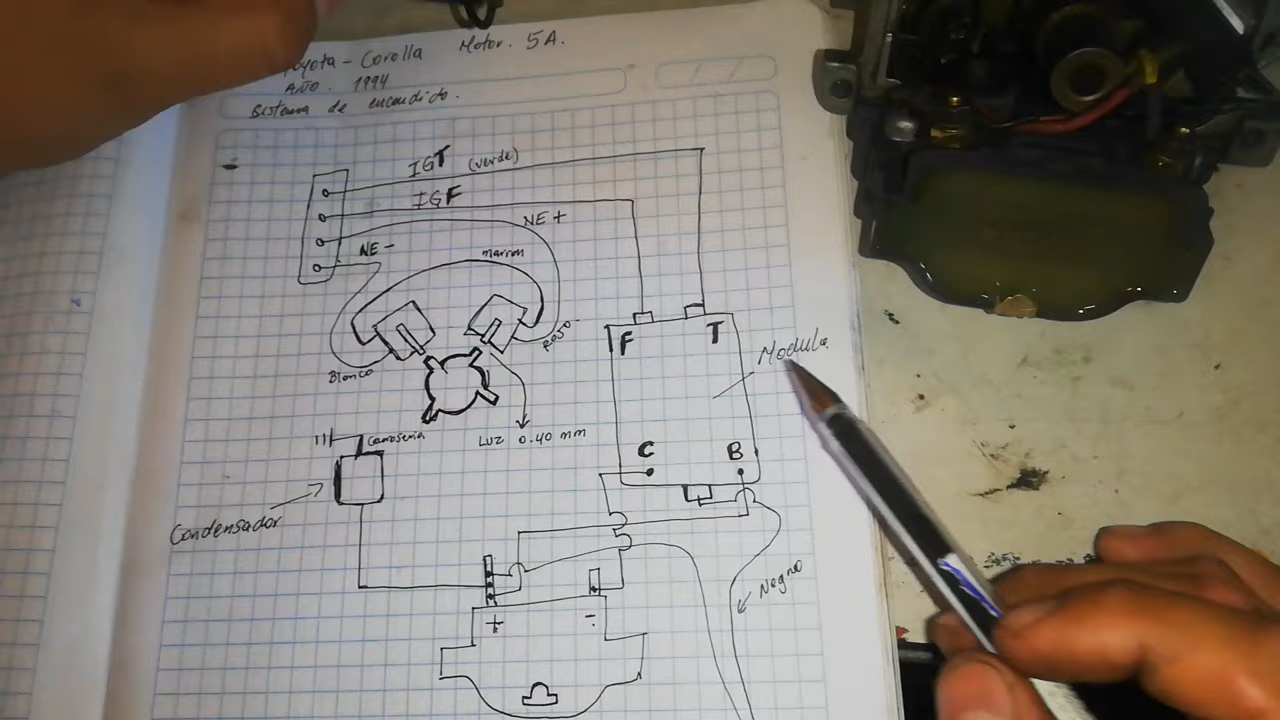 Toyota - Corolla Motor. 5A.
AÑO. 1994
Sistema de encendido.
IGT (verde)
IGF
NE +
NE -
marron
ROJO.
Blanco
F T
Modulo
LUZ 0.40 mm
Carroseria
C B
Condensador
Negro
+ -